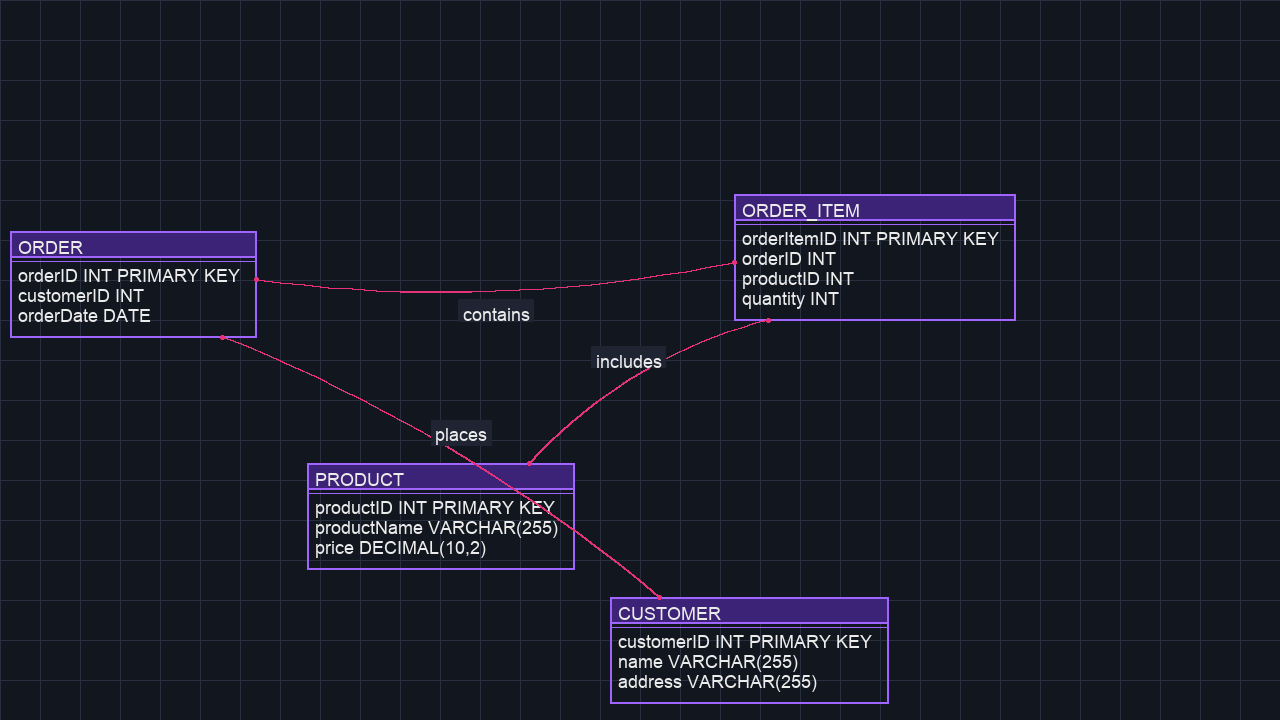 ORDER_ITEM
orderItemID INT PRIMARY KEY
orderID INT
productID INT
quantity INT
ORDER
orderID INT PRIMARY KEY
customerID INT
orderDate DATE
contains
includes
places
PRODUCT
productID INT PRIMARY KEY
productName VARCHAR(255)
price DECIMAL(10,2)
CUSTOMER
customerID INT PRIMARY KEY
name VARCHAR(255)
address VARCHAR(255)